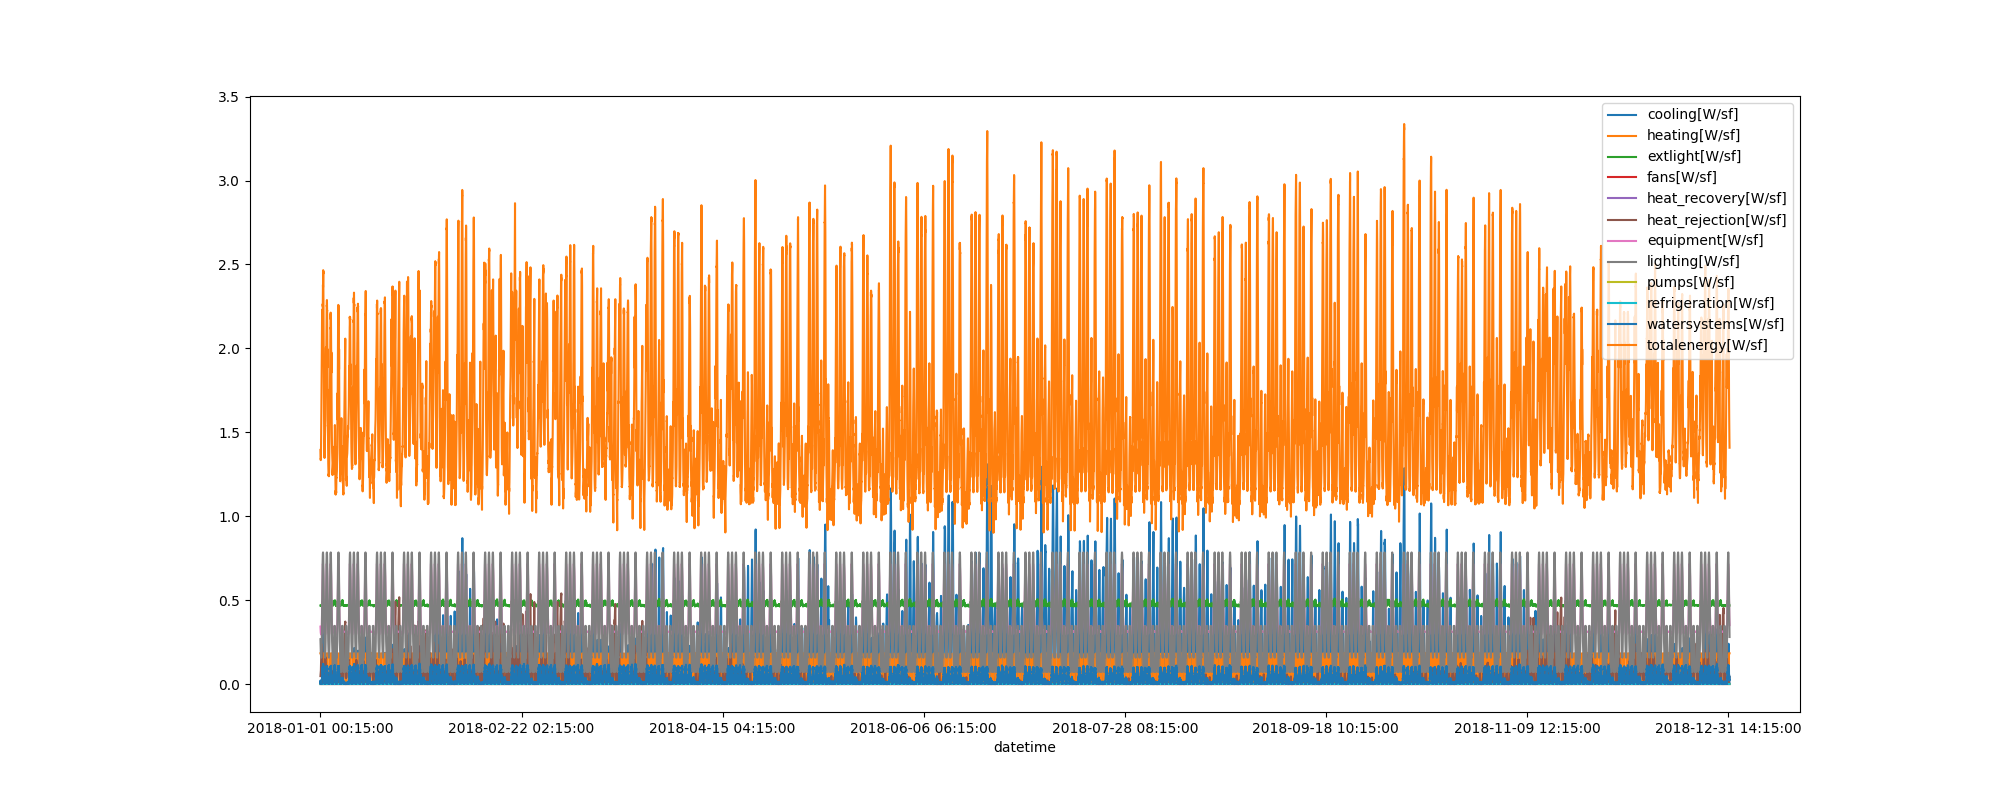 3.5
3.0
2.5
2.0
1.5
1.0
0.5
0.0
cooling[W/sf]
heating[W/sf]
extlight[W/sf]
fans[W/sf]
heat_recovery[W/sf]
heat_rejection[W/sf]
equipment[W/sf]
lighting[W/sf]
pumps[W/sf]
refrigeration[W/sf]
watersystems[W/sf]
totalenergy[W/sf]
2018-01-01 00:15:00 2018-02-22 02:15:00 2018-04-15 04:15:00 2018-06-06 06:15:00 2018-07-28 08:15:00 2018-09-18 10:15:00 2018-11-09 12:15:00 2018-12-31 14:15:00
datetime